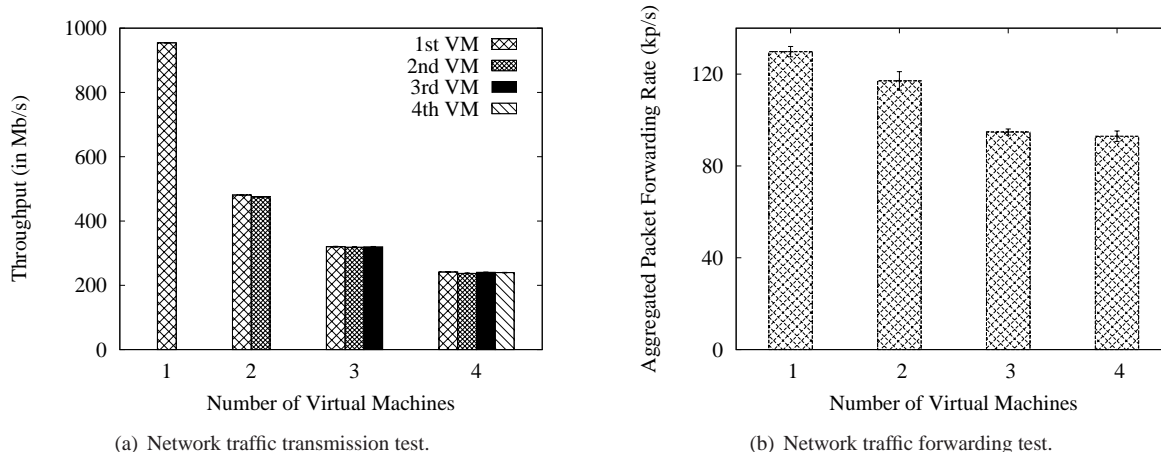 1000
800
600
400
200
0
Throughput (in Mb/s)
1st VM
2nd VM
3rd VM
4th VM
1 2 3 4
Number of Virtual Machines
(a) Network traffic transmission test.
Aggregated Packet Forwarding Rate (kp/s)
120
80
40
0
1 2 3 4
Number of Virtual Machines
(b) Network traffic forwarding test.